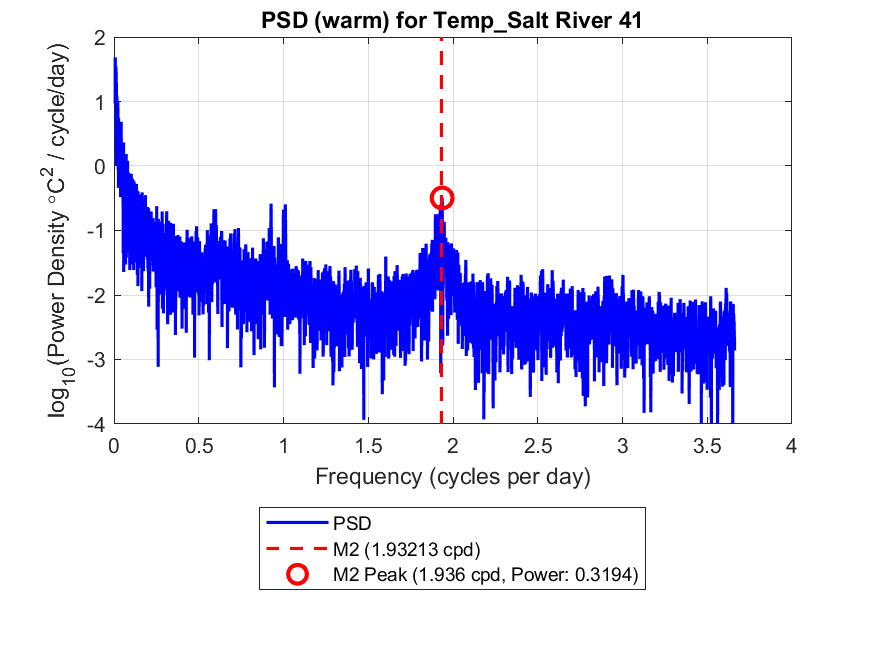 PSD (warm) for Temp_Salt River 41
log10(Power Density °C2 / cycle/day)
2
1
0
-1
-2
-3
-4
0 0.5 1 1.5 2 2.5 3 3.5 4
Frequency (cycles per day)
PSD
M2 (1.93213 cpd)
M2 Peak (1.936 cpd, Power: 0.3194)